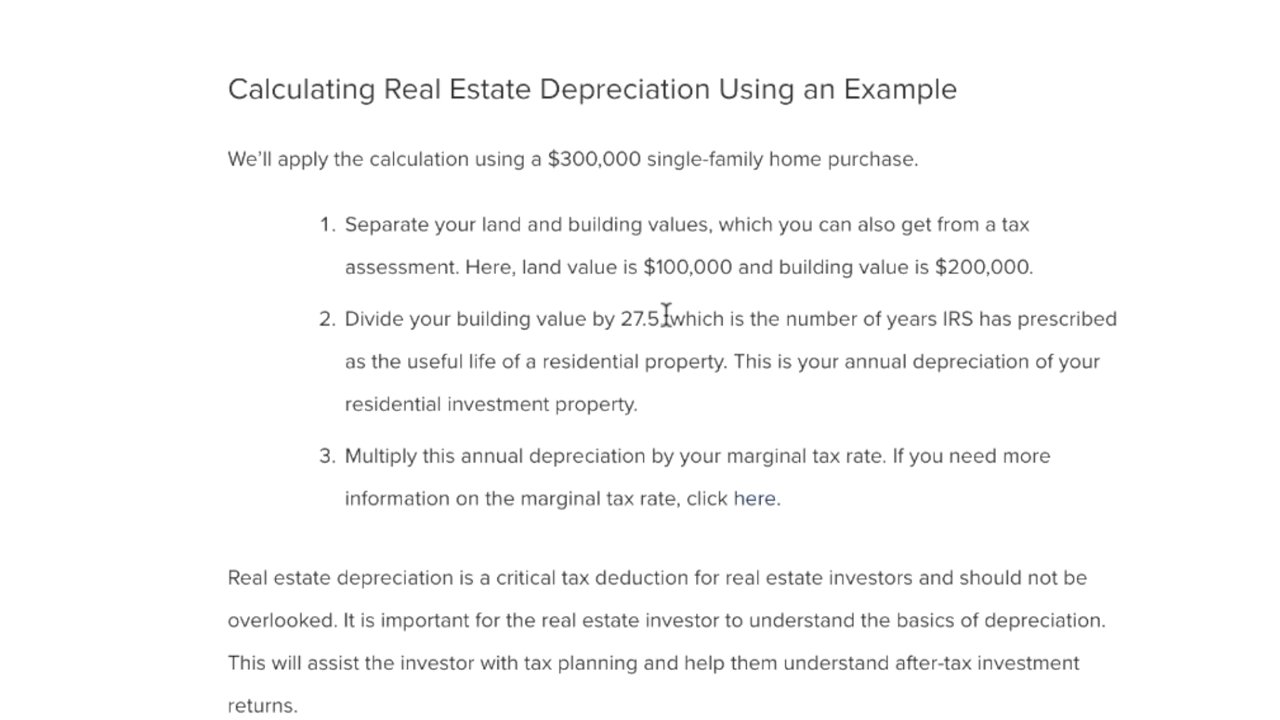 Calculating Real Estate Depreciation Using an Example
We'll apply the calculation using a $300,000 single-family home purchase.
1. Separate your land and building values, which you can also get from a tax
assessment. Here, land value is $100,000 and building value is $200,000.
2. Divide your building value by 27.5, which is the number of years IRS has prescribed
as the useful life of a residential property. This is your annual depreciation of your
residential investment property.
3. Multiply this annual depreciation by your marginal tax rate. If you need more
information on the marginal tax rate, click here.
Real estate depreciation is a critical tax deduction for real estate investors and should not be
overlooked. It is important for the real estate investor to understand the basics of depreciation.
This will assist the investor with tax planning and help them understand after-tax investment
returns.